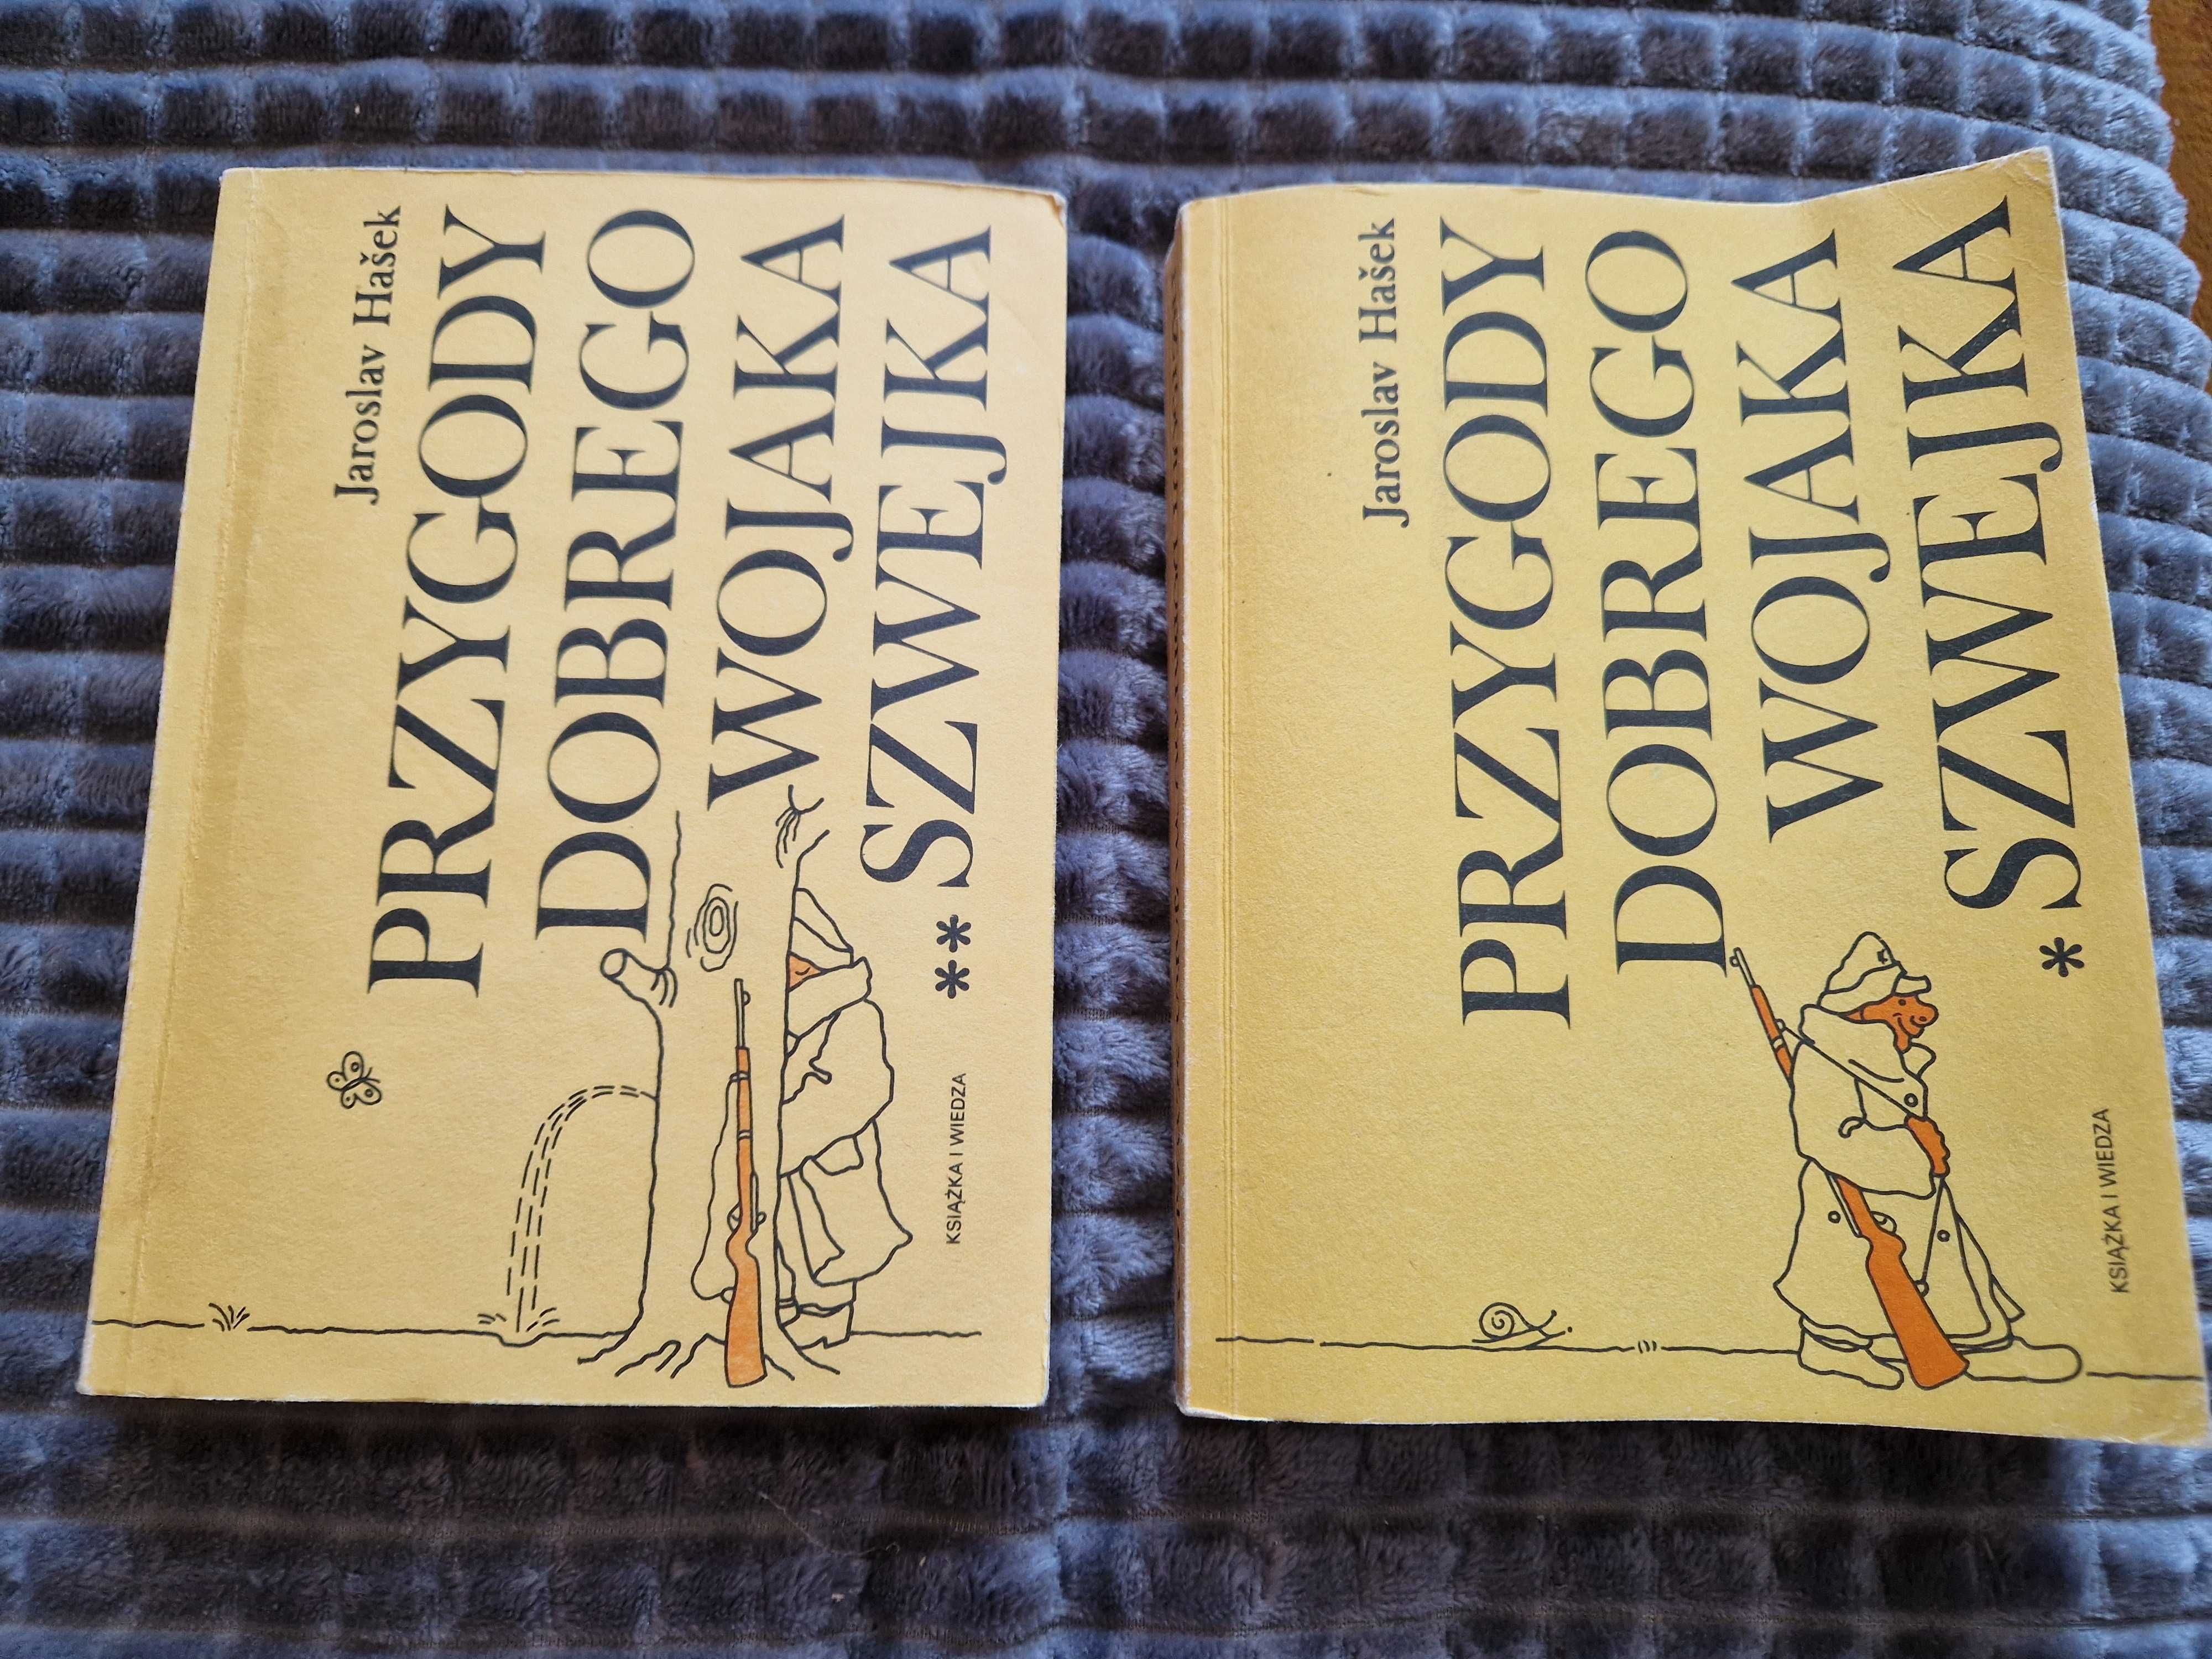 Jaroslav Hašek
PRZYGODY
DOBREGO
WOJAKA
** SZWEJKA
KSIĄŻKA I WIEDZA
Jaroslav Hašek
PRZYGODY
DOBREGO
WOJAKA
* SZWEJKA
KSIĄŻKA I WIEDZA